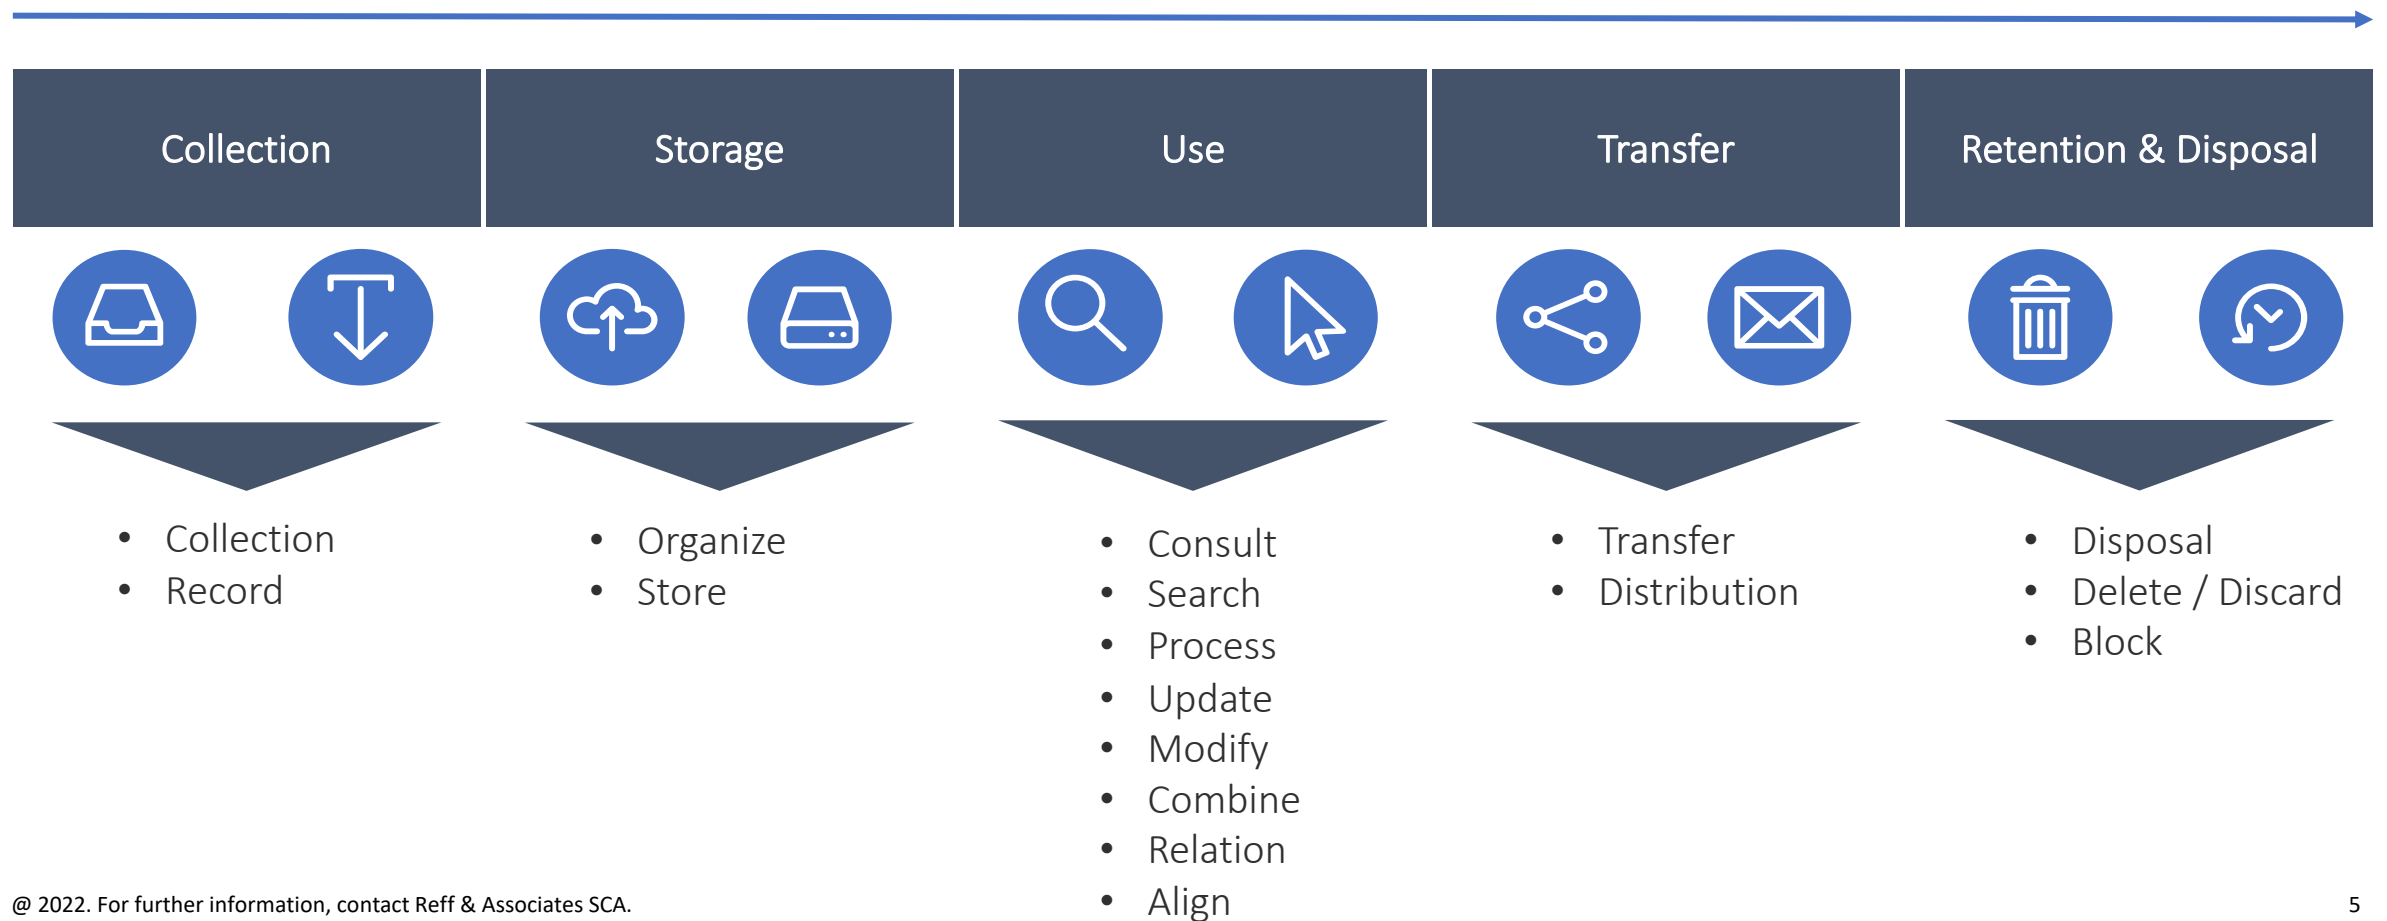 Collection
Storage
Use
Transfer
Retention & Disposal
• Collection
• Record
• Organize
• Store
• Consult
• Search
• Process
• Update
• Modify
• Combine
• Relation
• Align
• Transfer
• Distribution
• Disposal
• Delete / Discard
• Block
@ 2022. For further information, contact Reff & Associates SCA.
5